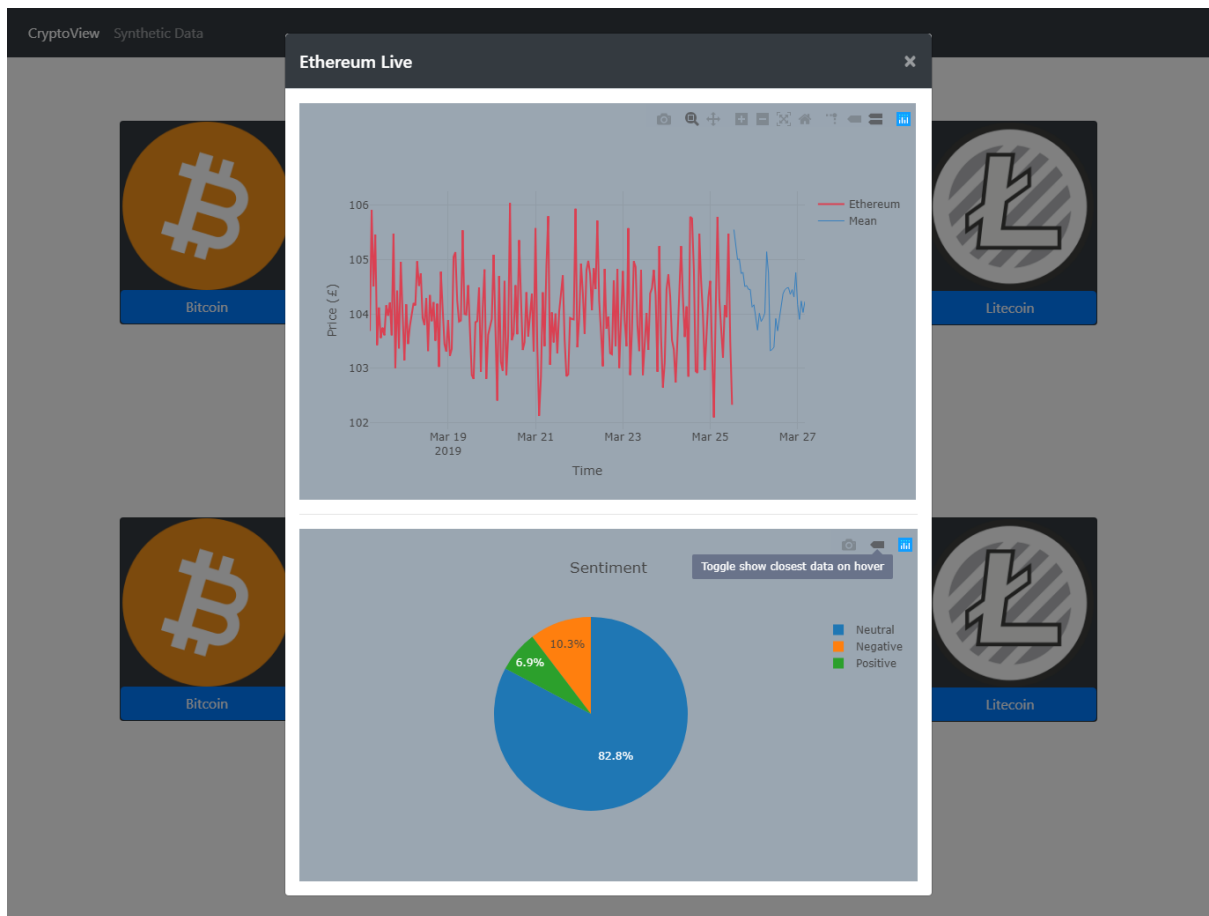 CryptoView Synthetic Data
Ethereum Live
×
106
105
104
103
102
Price (£)
Mar 19
2019
Mar 21
Mar 23
Mar 25
Mar 27
Time
Ethereum
Mean
Bitcoin
Litecoin
Toggle show closest data on hover
Sentiment
10.3%
6.9%
82.8%
Neutral
Negative
Positive
Bitcoin
Litecoin